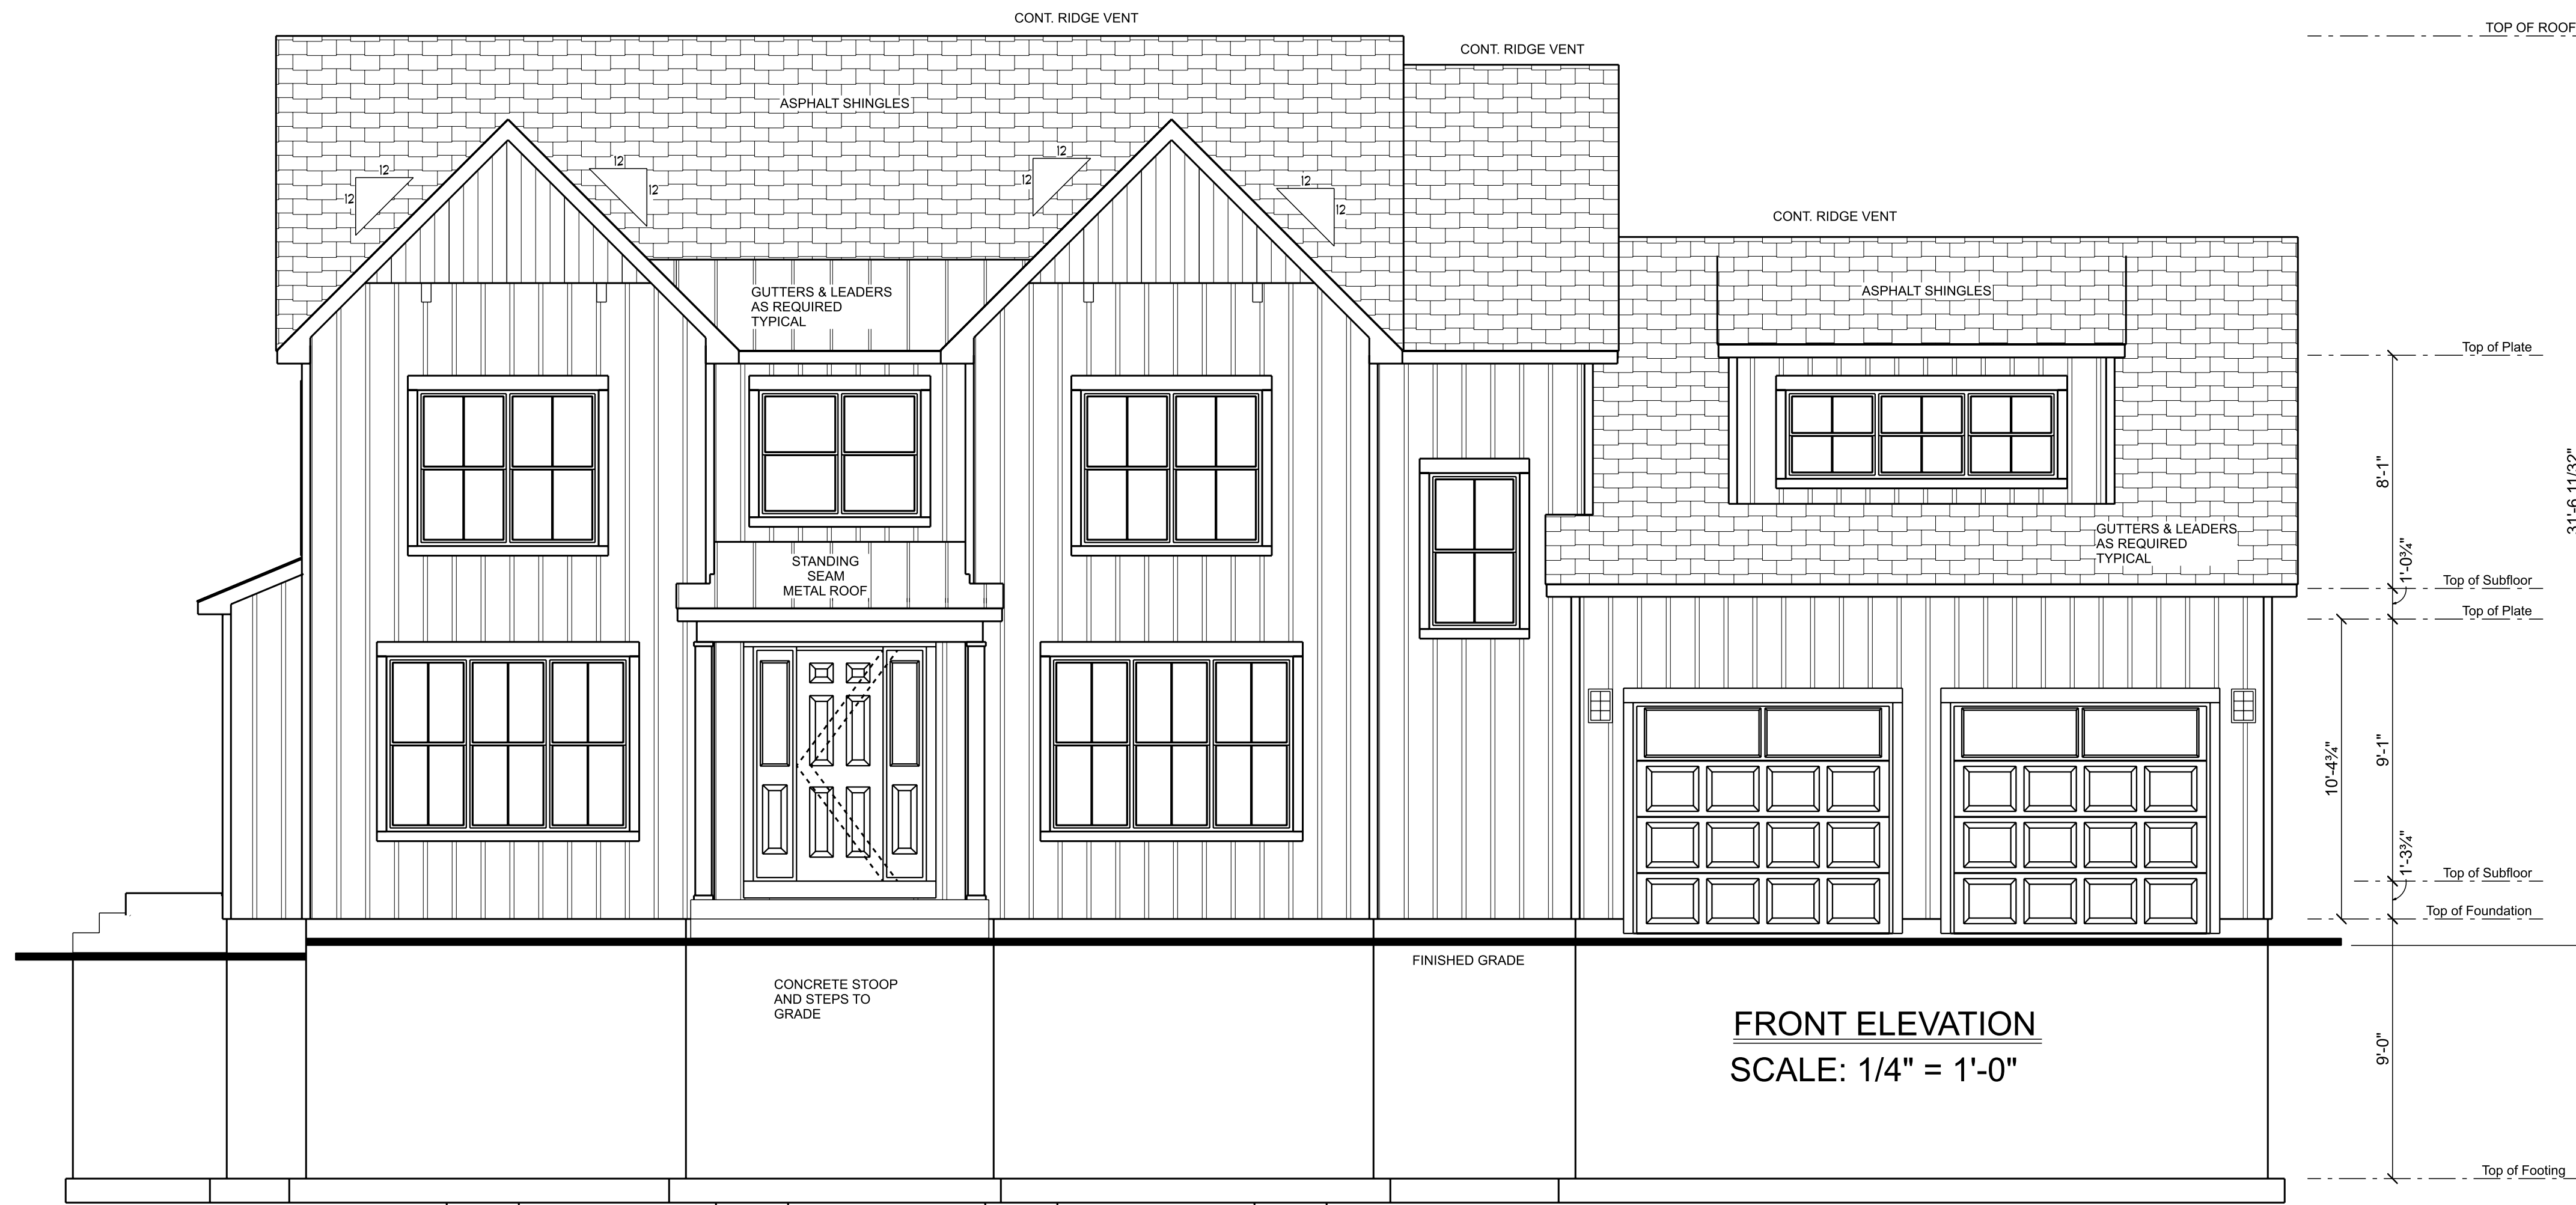 CONT. RIDGE VENT
TOP OF ROOF
CONT. RIDGE VENT
ASPHALT SHINGLES
12
12
12
12
12
12
12
12
CONT. RIDGE VENT
GUTTERS & LEADERS
AS REQUIRED
TYPICAL
ASPHALT SHINGLES
Top of Plate
8'-1"
31'-6 11/32"
GUTTERS & LEADERS
AS REQUIRED
TYPICAL
STANDING
SEAM
METAL ROOF
1'-0¾"
Top of Subfloor
Top of Plate
10'-4¾"
9'-1"
1'-3¾"
Top of Subfloor
Top of Foundation
FINISHED GRADE
CONCRETE STOOP
AND STEPS TO
GRADE
FRONT ELEVATION
SCALE: 1/4" = 1'-0"
9'-0"
Top of Footing